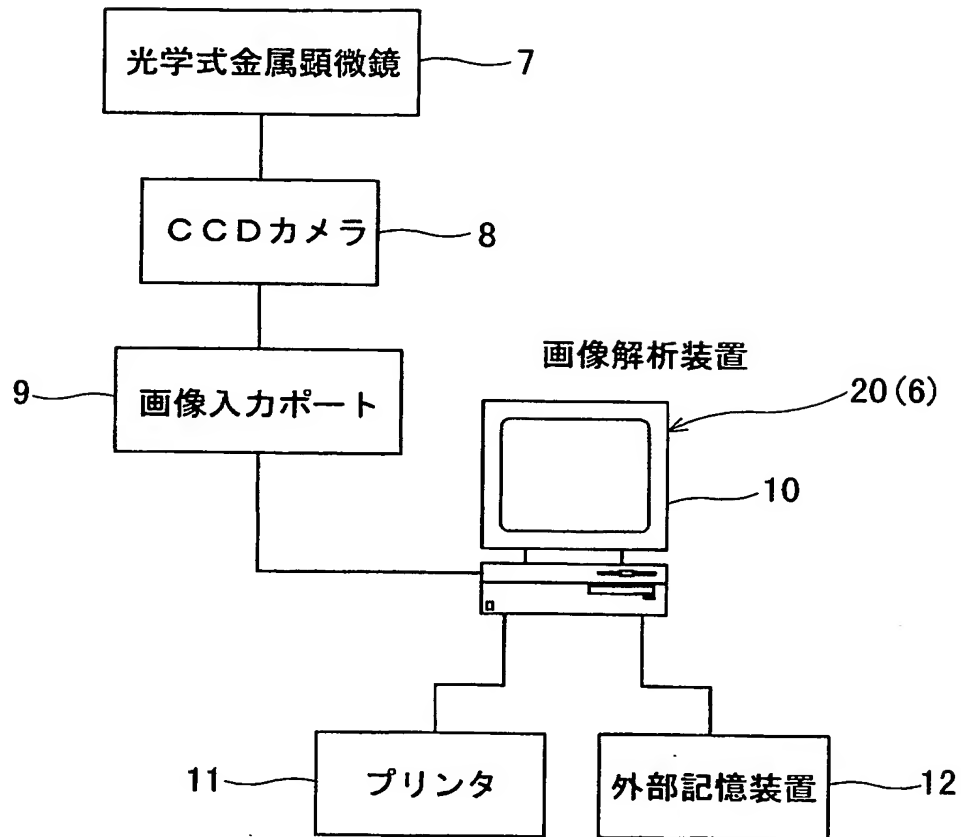 光学式金属顕微鏡
7
ＣＣＤカメラ
8
画像入力ポート
9
画像解析装置
20(6)
10
プリンタ
11
外部記憶装置
12